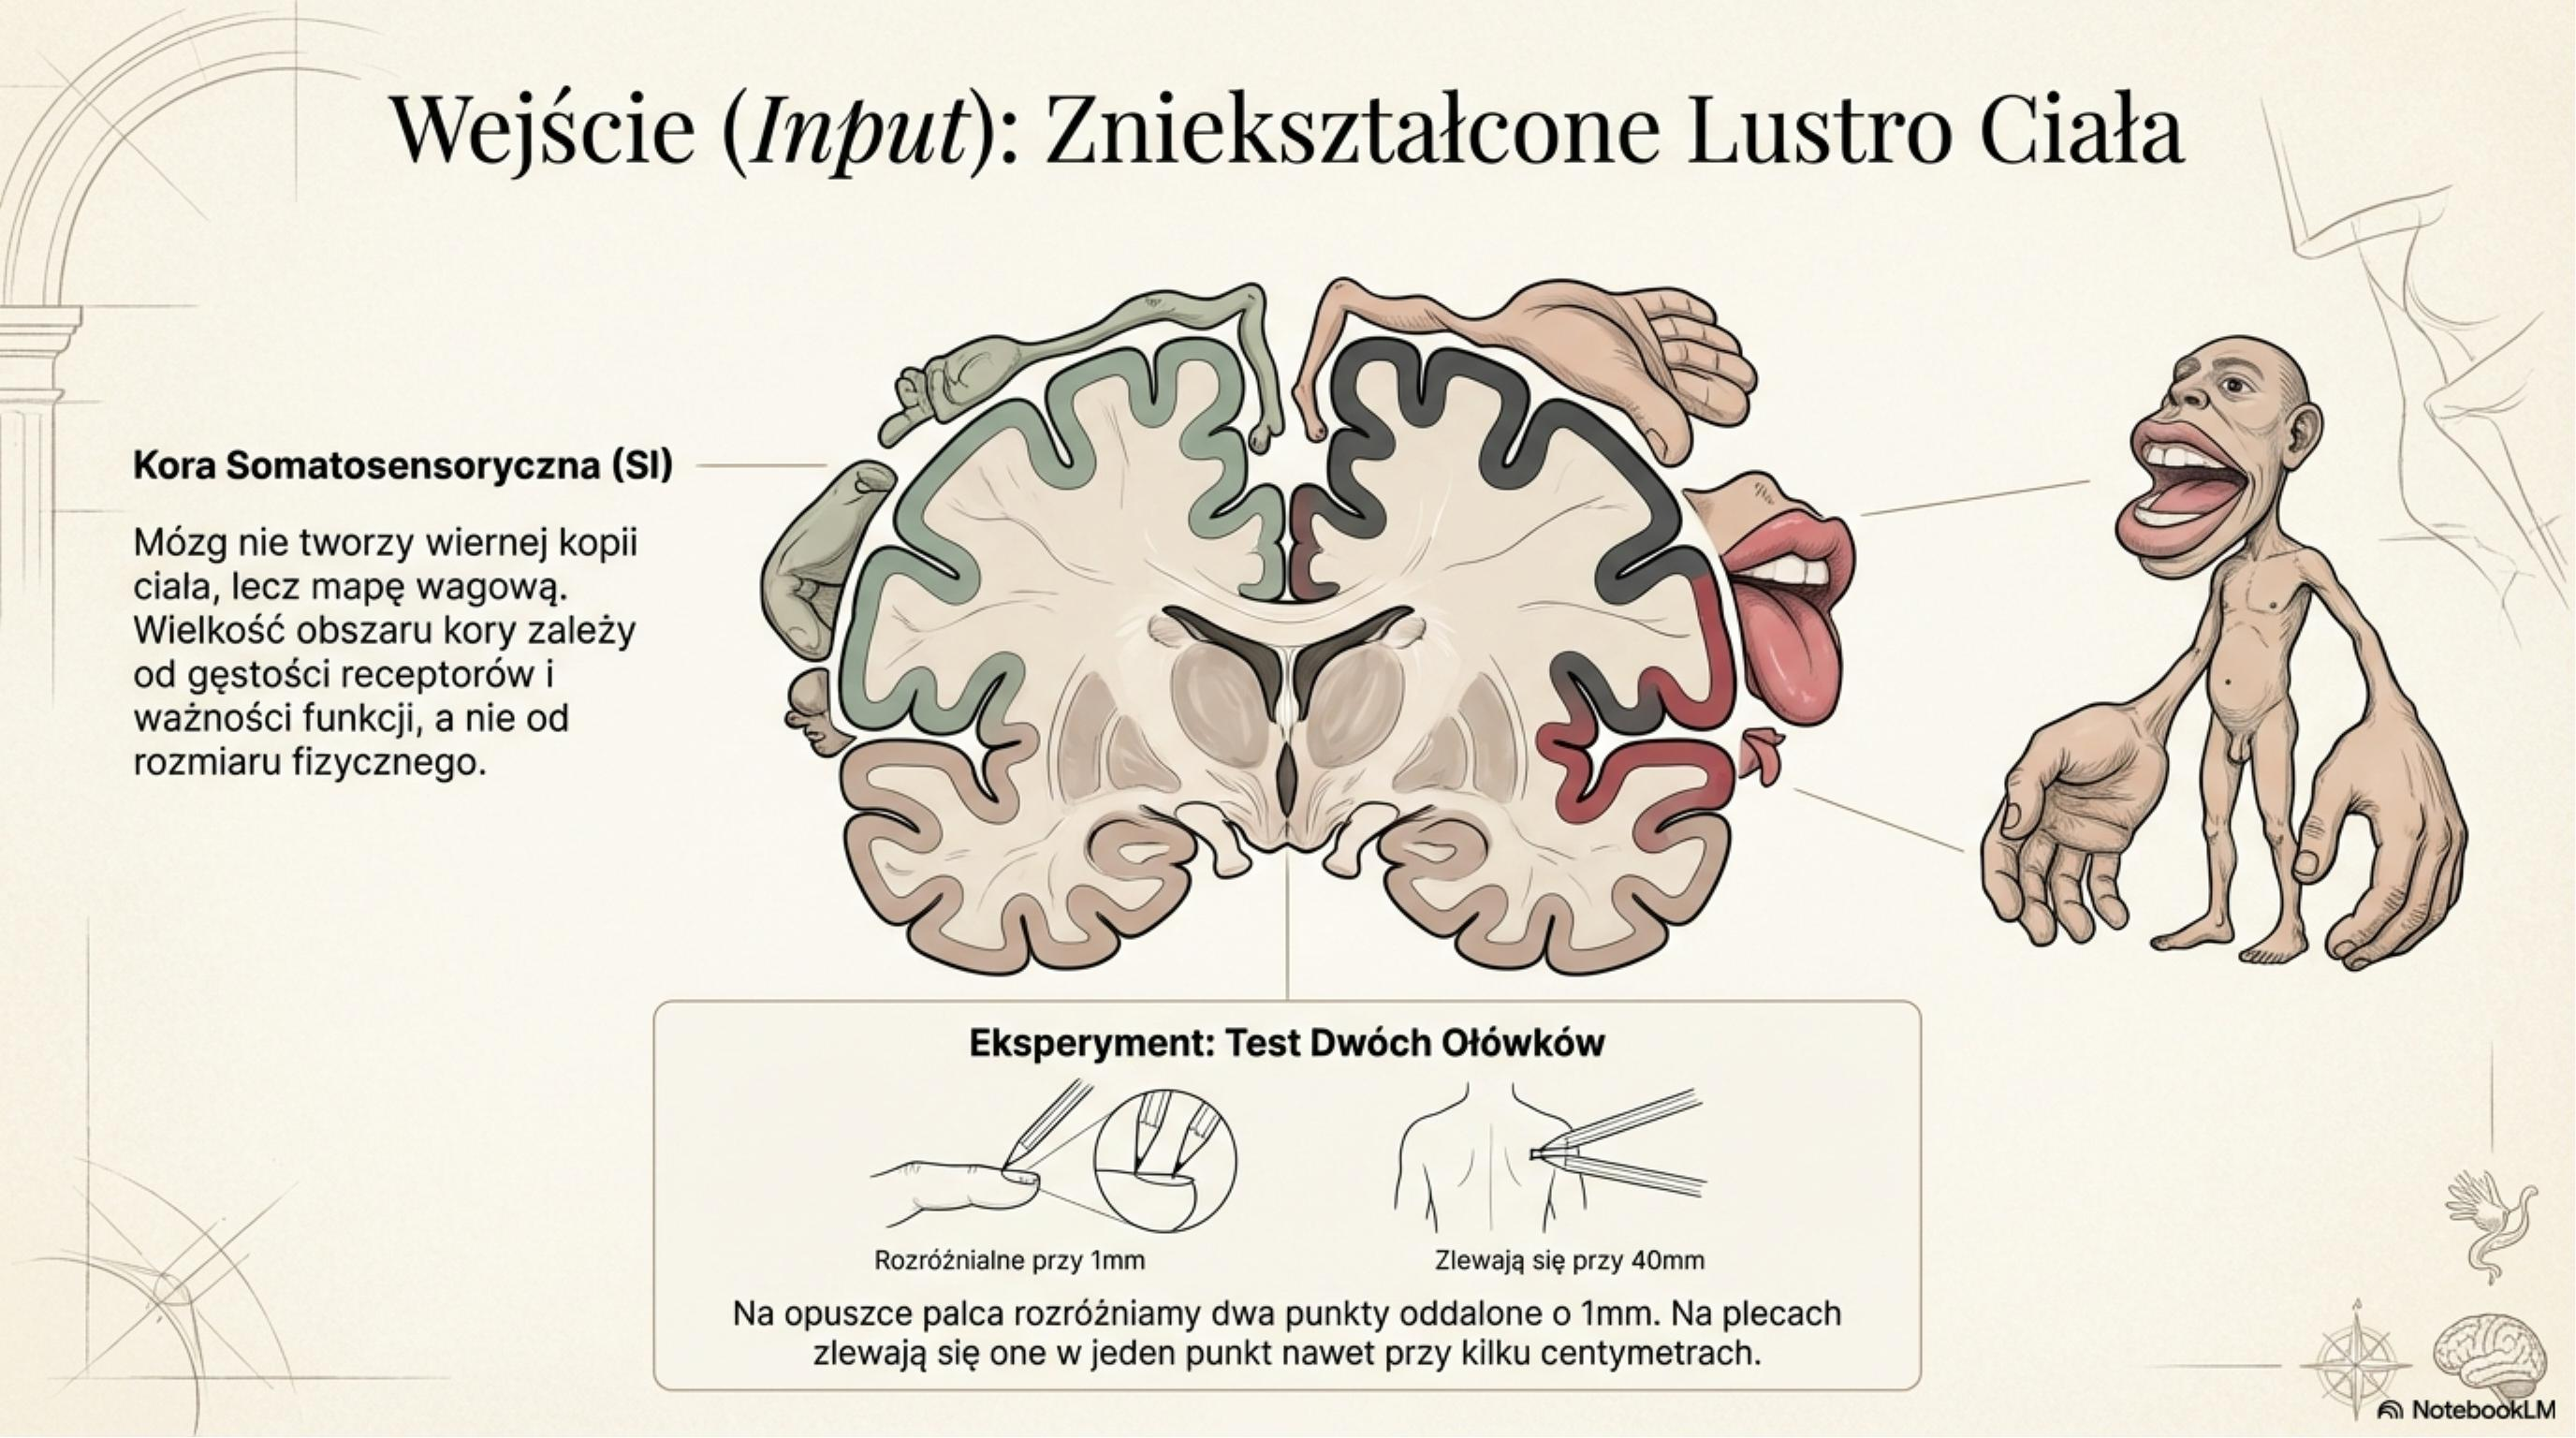 Wejście (Input): Zniekształcone Lustro Ciała
Kora Somatosensoryczna (SI)
Mózg nie tworzy wiernej kopii
ciała, lecz mapę wagową.
Wielkość obszaru kory zależy
od gęstości receptorów i
ważności funkcji, a nie od
rozmiaru fizycznego.
Eksperyment: Test Dwóch Ołówków
Rozróżnialne przy 1mm
Zlewają się przy 40mm
Na opuszce palca rozróżniamy dwa punkty oddalone o 1mm. Na plecach
zlewają się one w jeden punkt nawet przy kilku centymetrach.
NotebookLM